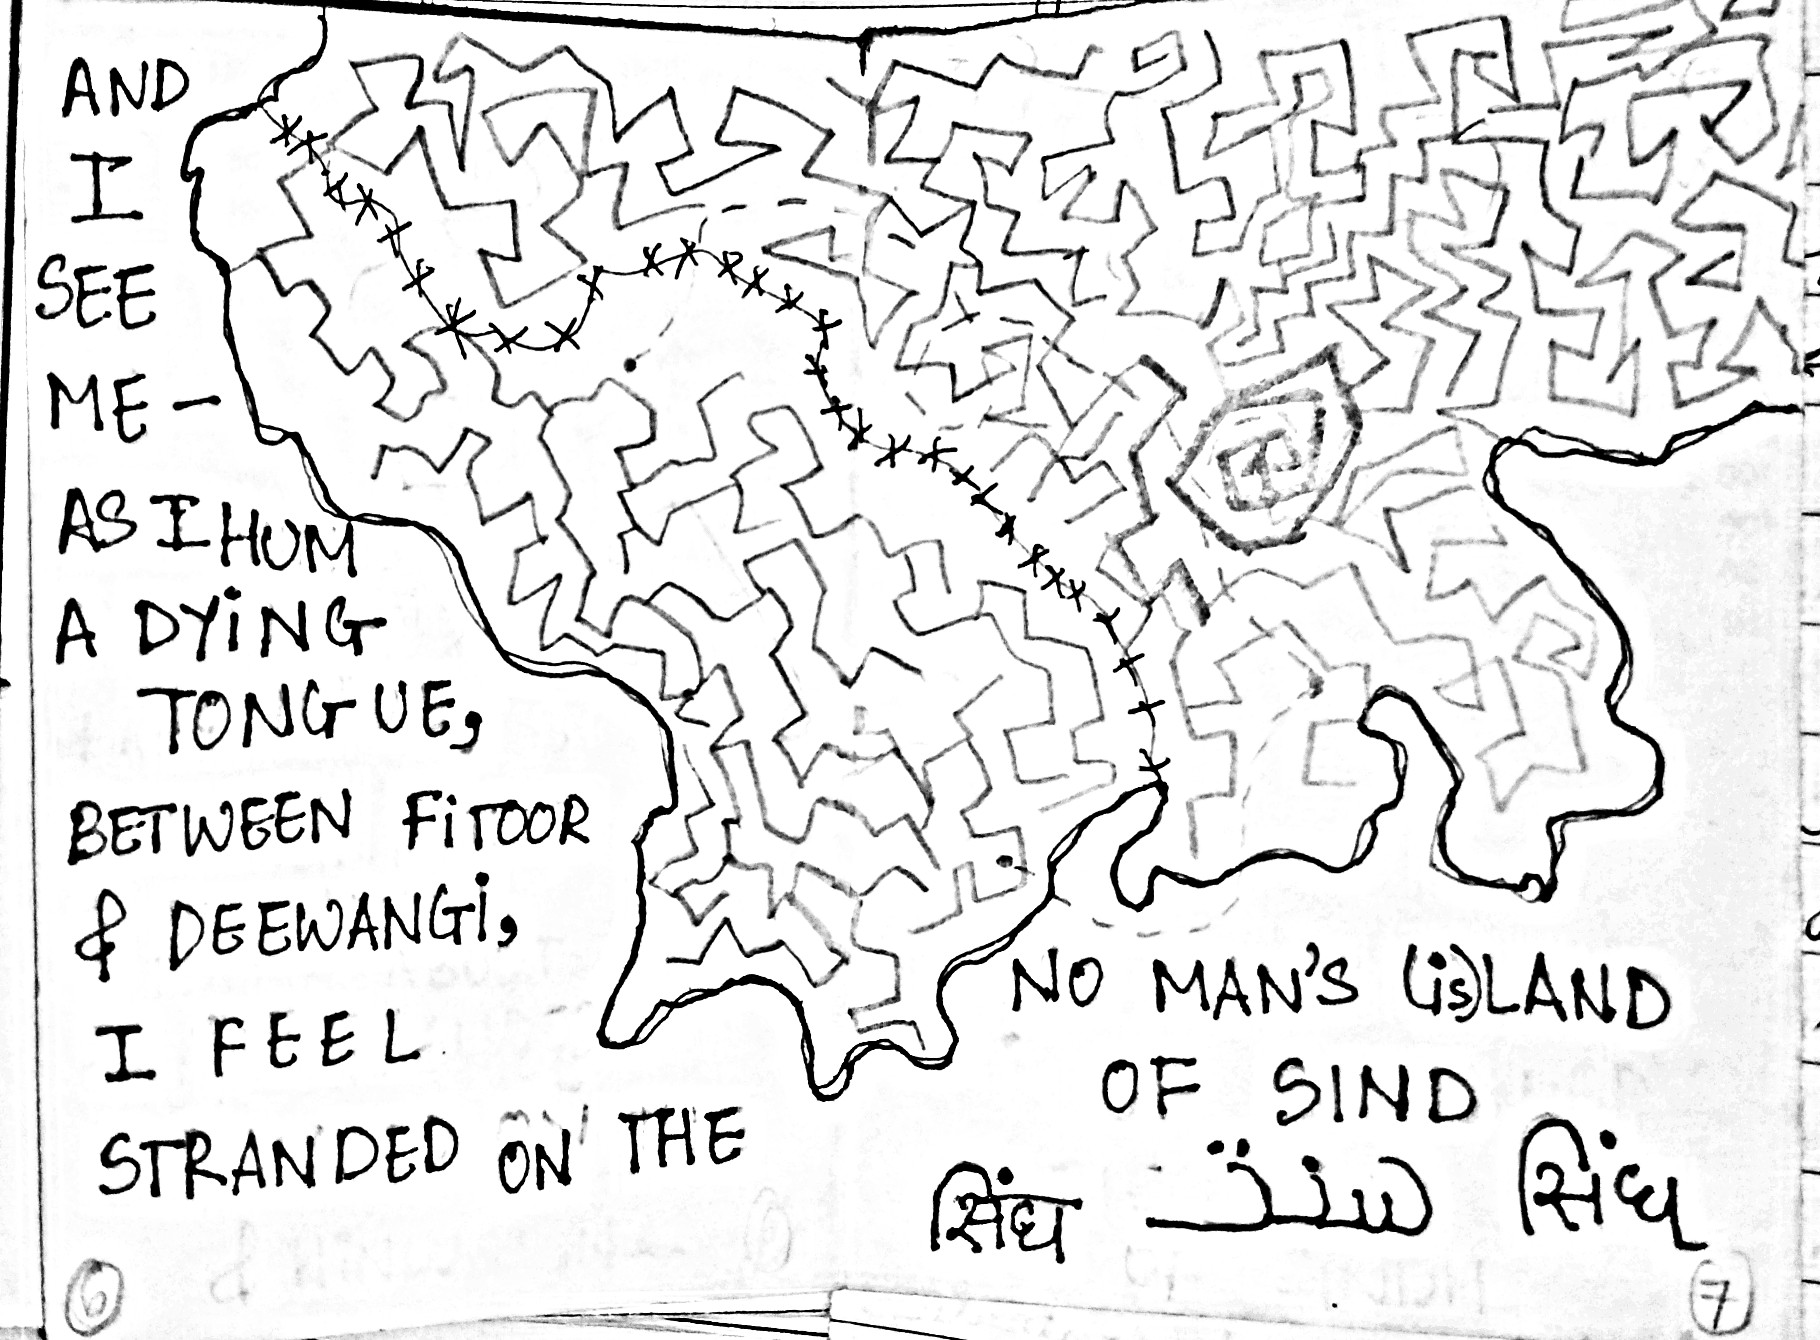 AND
I
SEE
ME –
AS I HUM
A DYiNG
TONGUE,
BETWEEN FiTOOR
& DEEWANGi,
I FEEL
STRANDED ON THE
NO MAN'S (is)LAND
OF SIND
सिंध سنڌ સિંધ
6
7